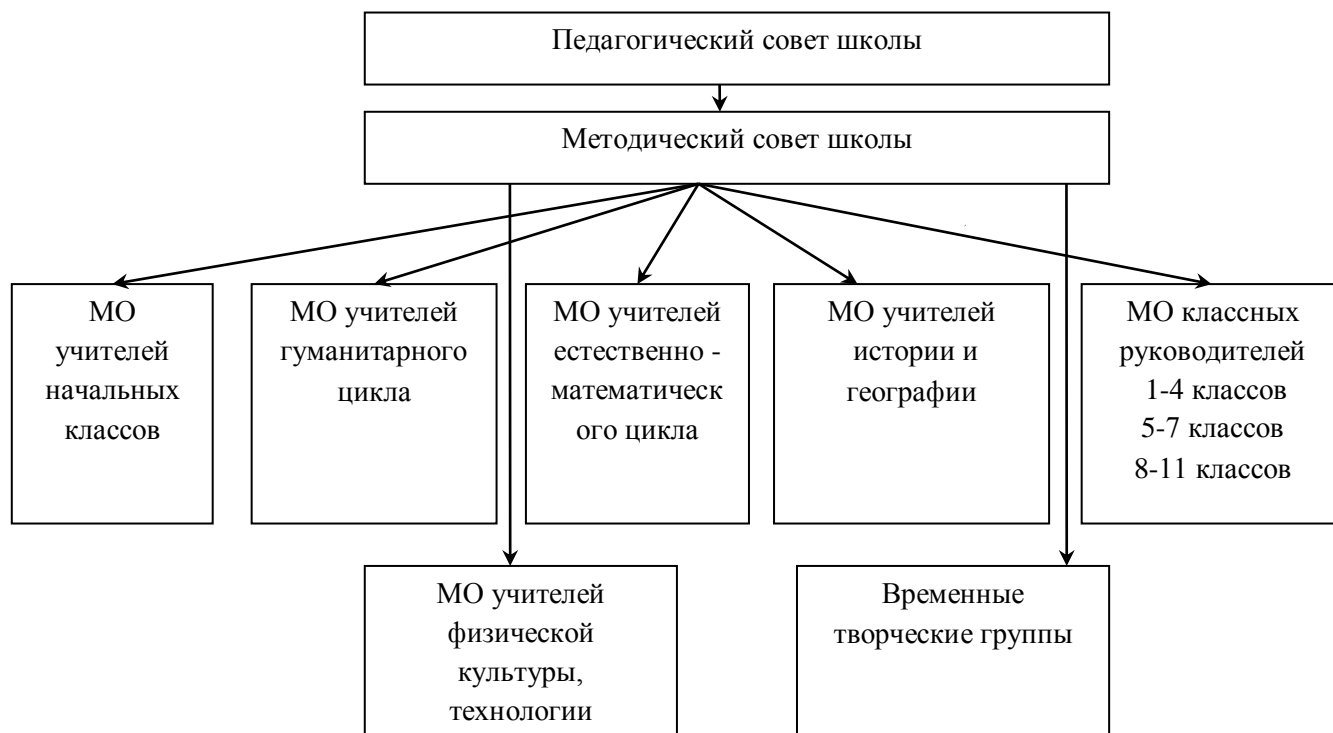 Педагогический совет школы
Методический совет школы
МО
учителей
начальных
классов
МО учителей
гуманитарного
цикла
МО учителей
естественно -
математическ
ого цикла
МО учителей
истории и
географии
МО классных
руководителей
1-4 классов
5-7 классов
8-11 классов
МО учителей
физической
культуры,
технологии
Временные
творческие группы